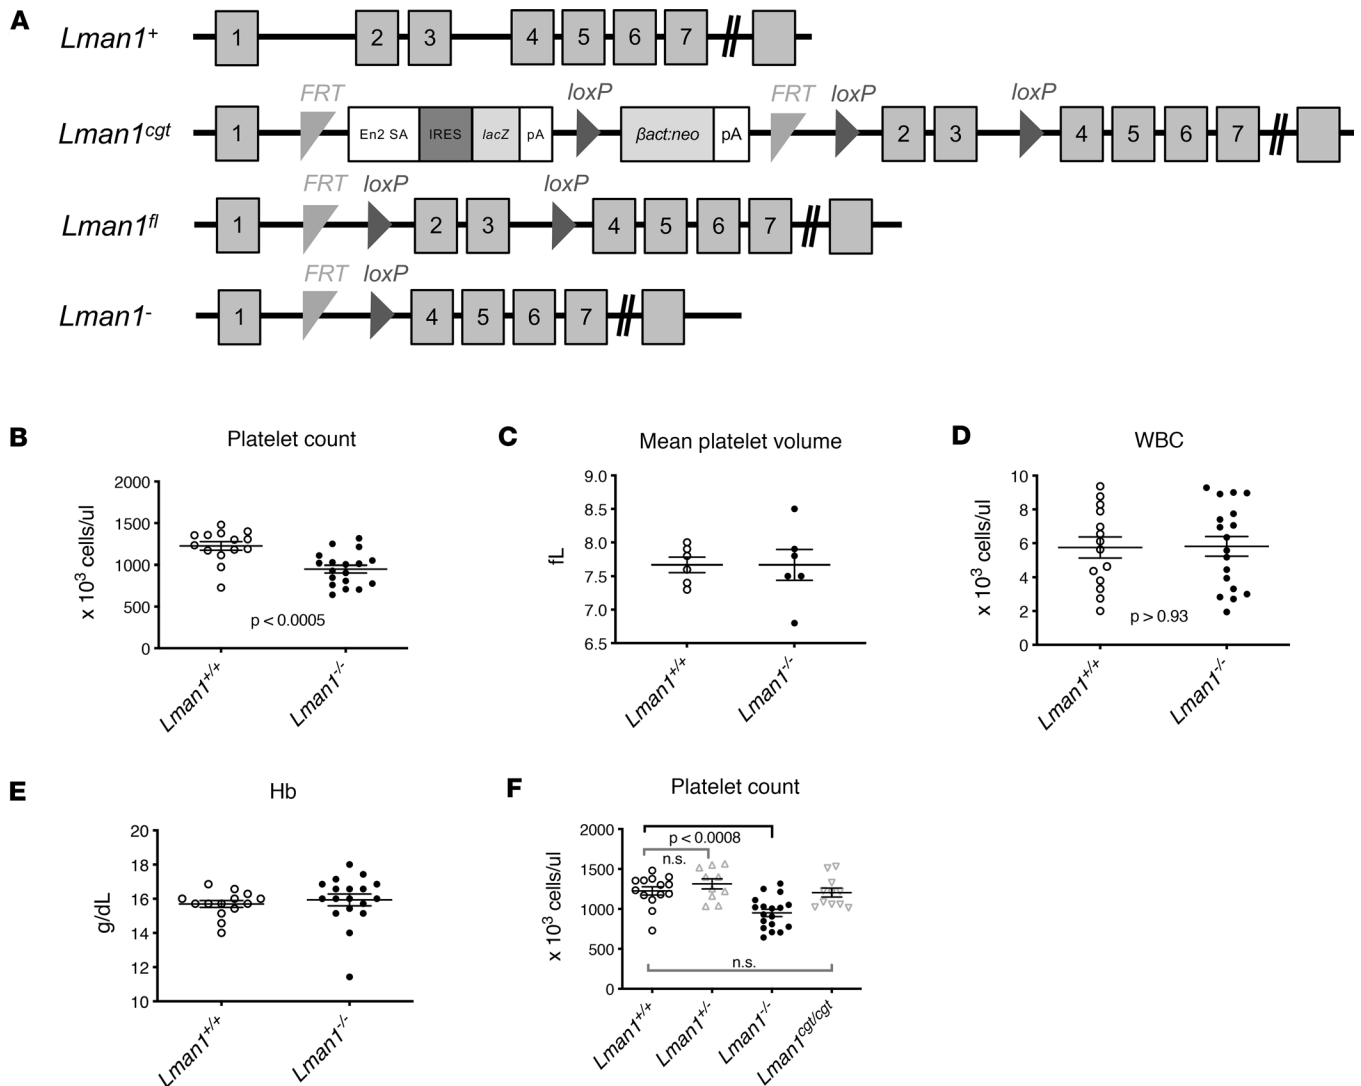 A
Lman1+
1 2 3 4 5 6 7
FRT loxP FRT loxP loxP
Lman1cgt
1 En2 SA IRES lacZ pA βact:neo pA 2 3 4 5 6 7
FRT loxP loxP
Lman1fl
1 2 3 4 5 6 7
FRT loxP
Lman1-
1 4 5 6 7
B
Platelet count
x 10³ cells/ul
2000
1500
1000
500
0
p < 0.0005
Lman1+/+ Lman1-/-
C
Mean platelet volume
fL
9.0
8.5
8.0
7.5
7.0
6.5
Lman1+/+ Lman1-/-
D
WBC
x 10³ cells/ul
10
8
6
4
2
0
p > 0.93
Lman1+/+ Lman1-/-
E
Hb
g/dL
20
18
16
14
12
10
Lman1+/+ Lman1-/-
F
Platelet count
x 10³ cells/ul
2000
1500
1000
500
0
p < 0.0008
n.s.
n.s.
Lman1+/+ Lman1+/- Lman1-/- Lman1cgt/cgt